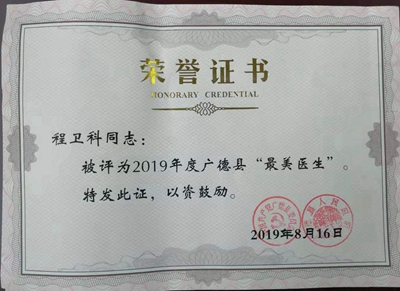 荣誉证书
HONORARY CREDENTIAL
程卫科同志：
被评为2019年度广德县“最美医生”。
特发此证，以资鼓励。
2019年8月16日